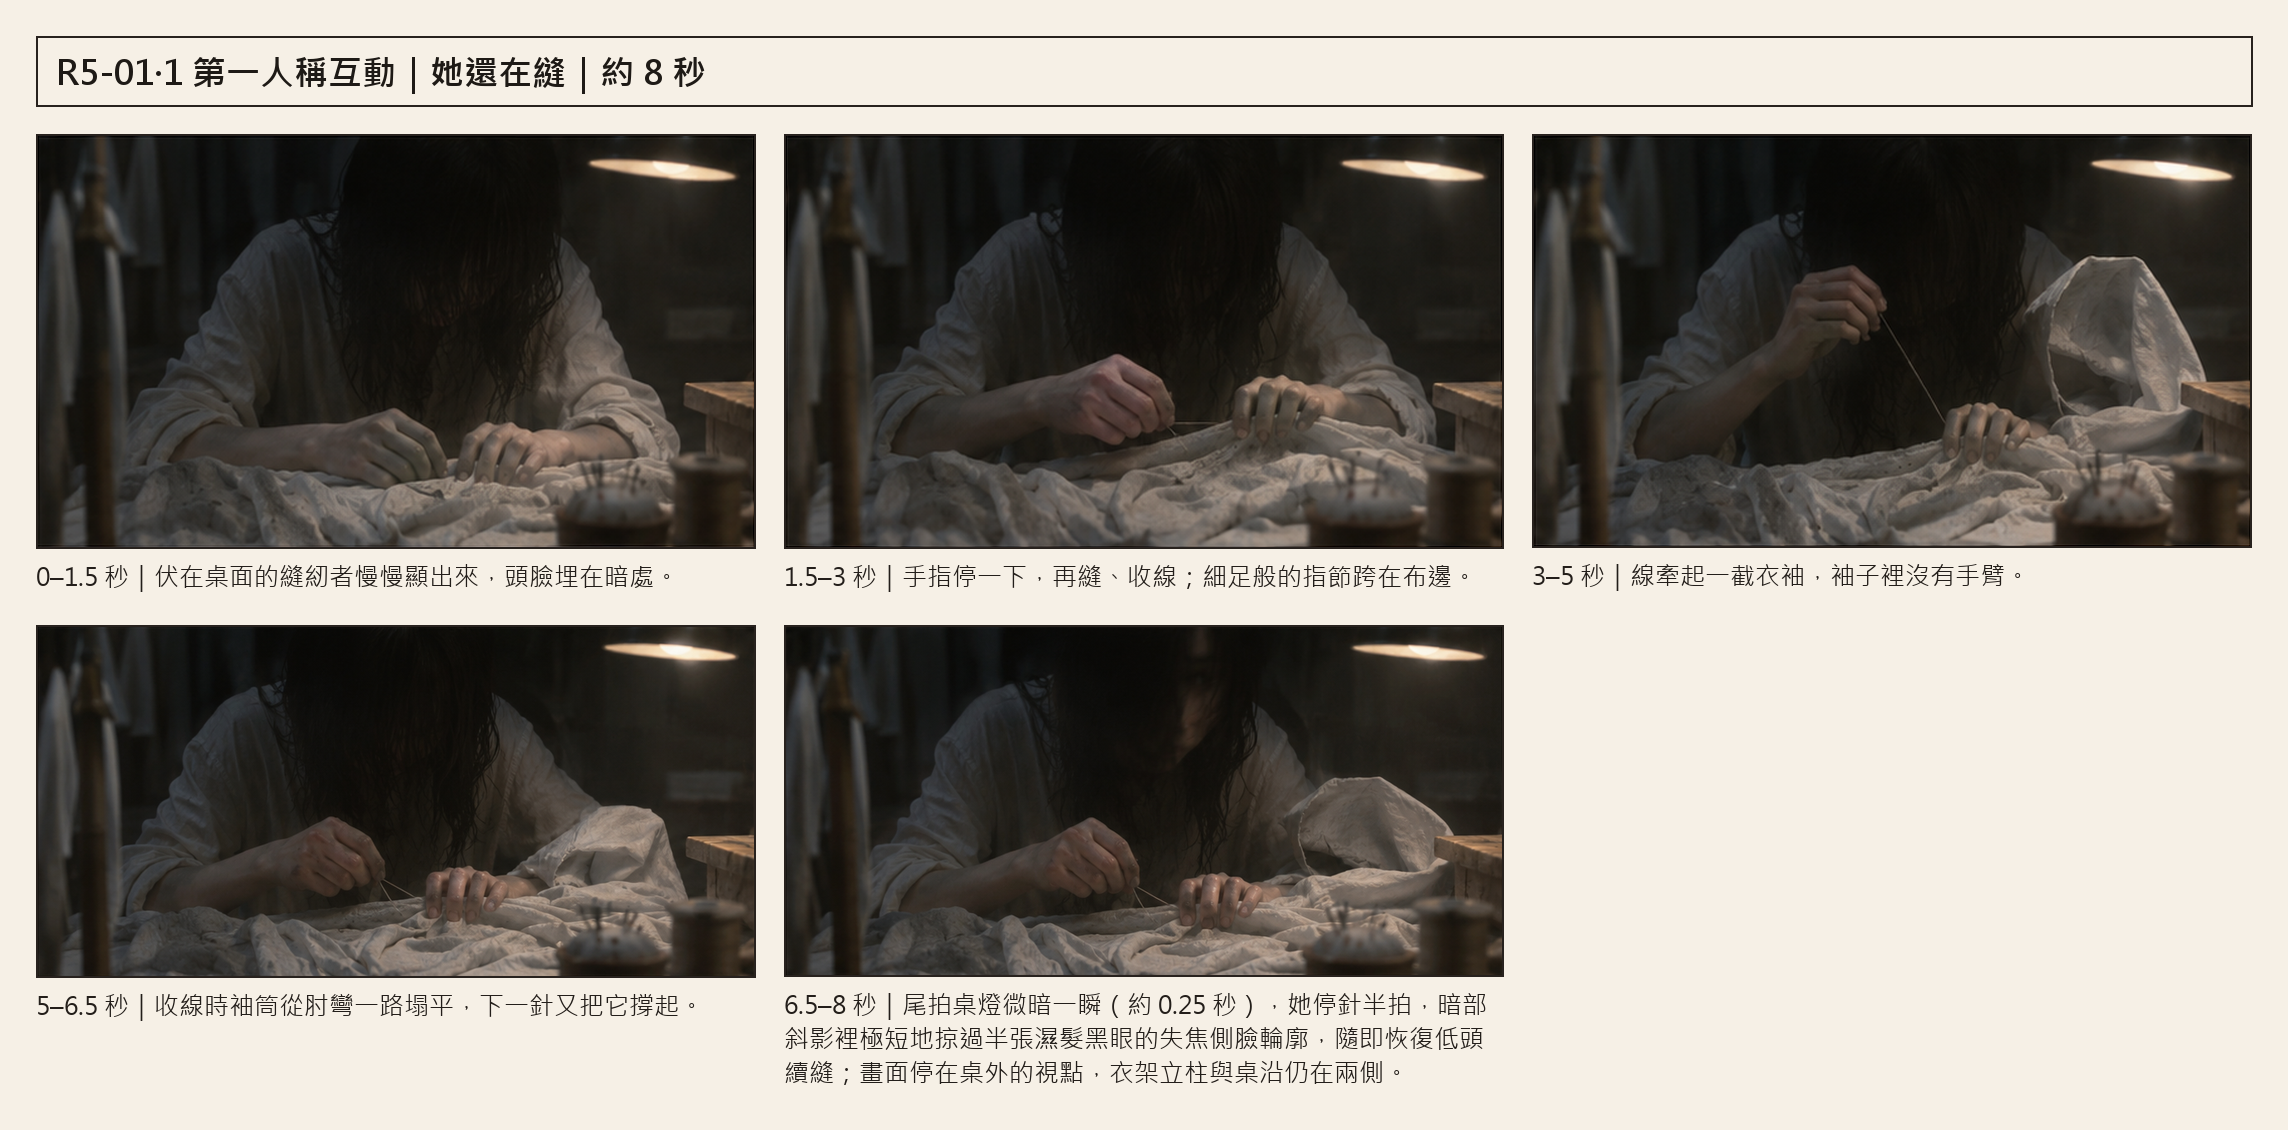 R5-01·1 第一人稱互動｜她還在縫｜約 8 秒
0–1.5 秒｜伏在桌面的縫紉者慢慢顯出來，頭臉埋在暗處。
1.5–3 秒｜手指停一下，再縫、收線；細足般的指節跨在布邊。
3–5 秒｜線牽起一截衣袖，袖子裡沒有手臂。
5–6.5 秒｜收線時袖筒從肘彎一路塌平，下一針又把它撐起。
6.5–8 秒｜尾拍桌燈微暗一瞬（約 0.25 秒），她停針半拍，暗部
斜影裡極短地掠過半張濕髮黑眼的失焦側臉輪廓，隨即恢復低頭
續縫；畫面停在桌外的視點，衣架立柱與桌沿仍在兩側。